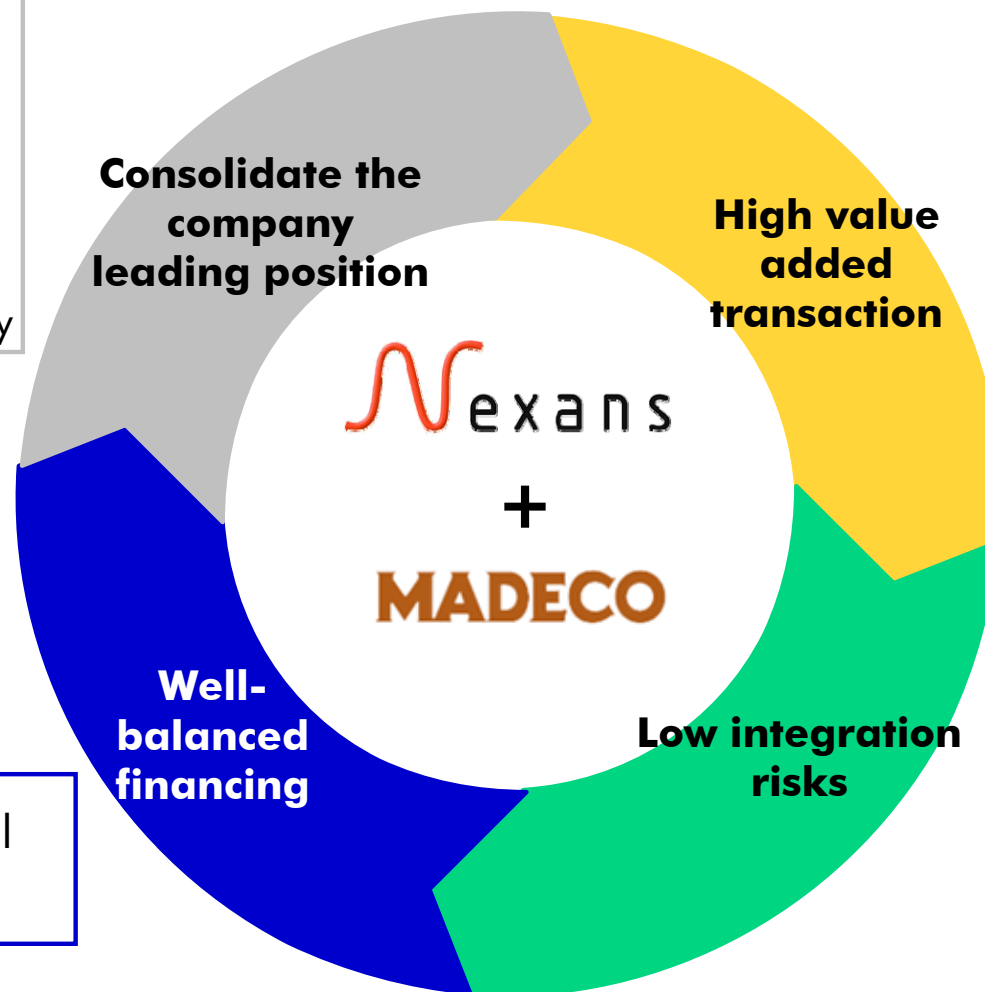 Consolidate the
company
leading position
High value
added
transaction
y
Nexans
+
MADECO
Well-
balanced
financing
Low integration
risks
l